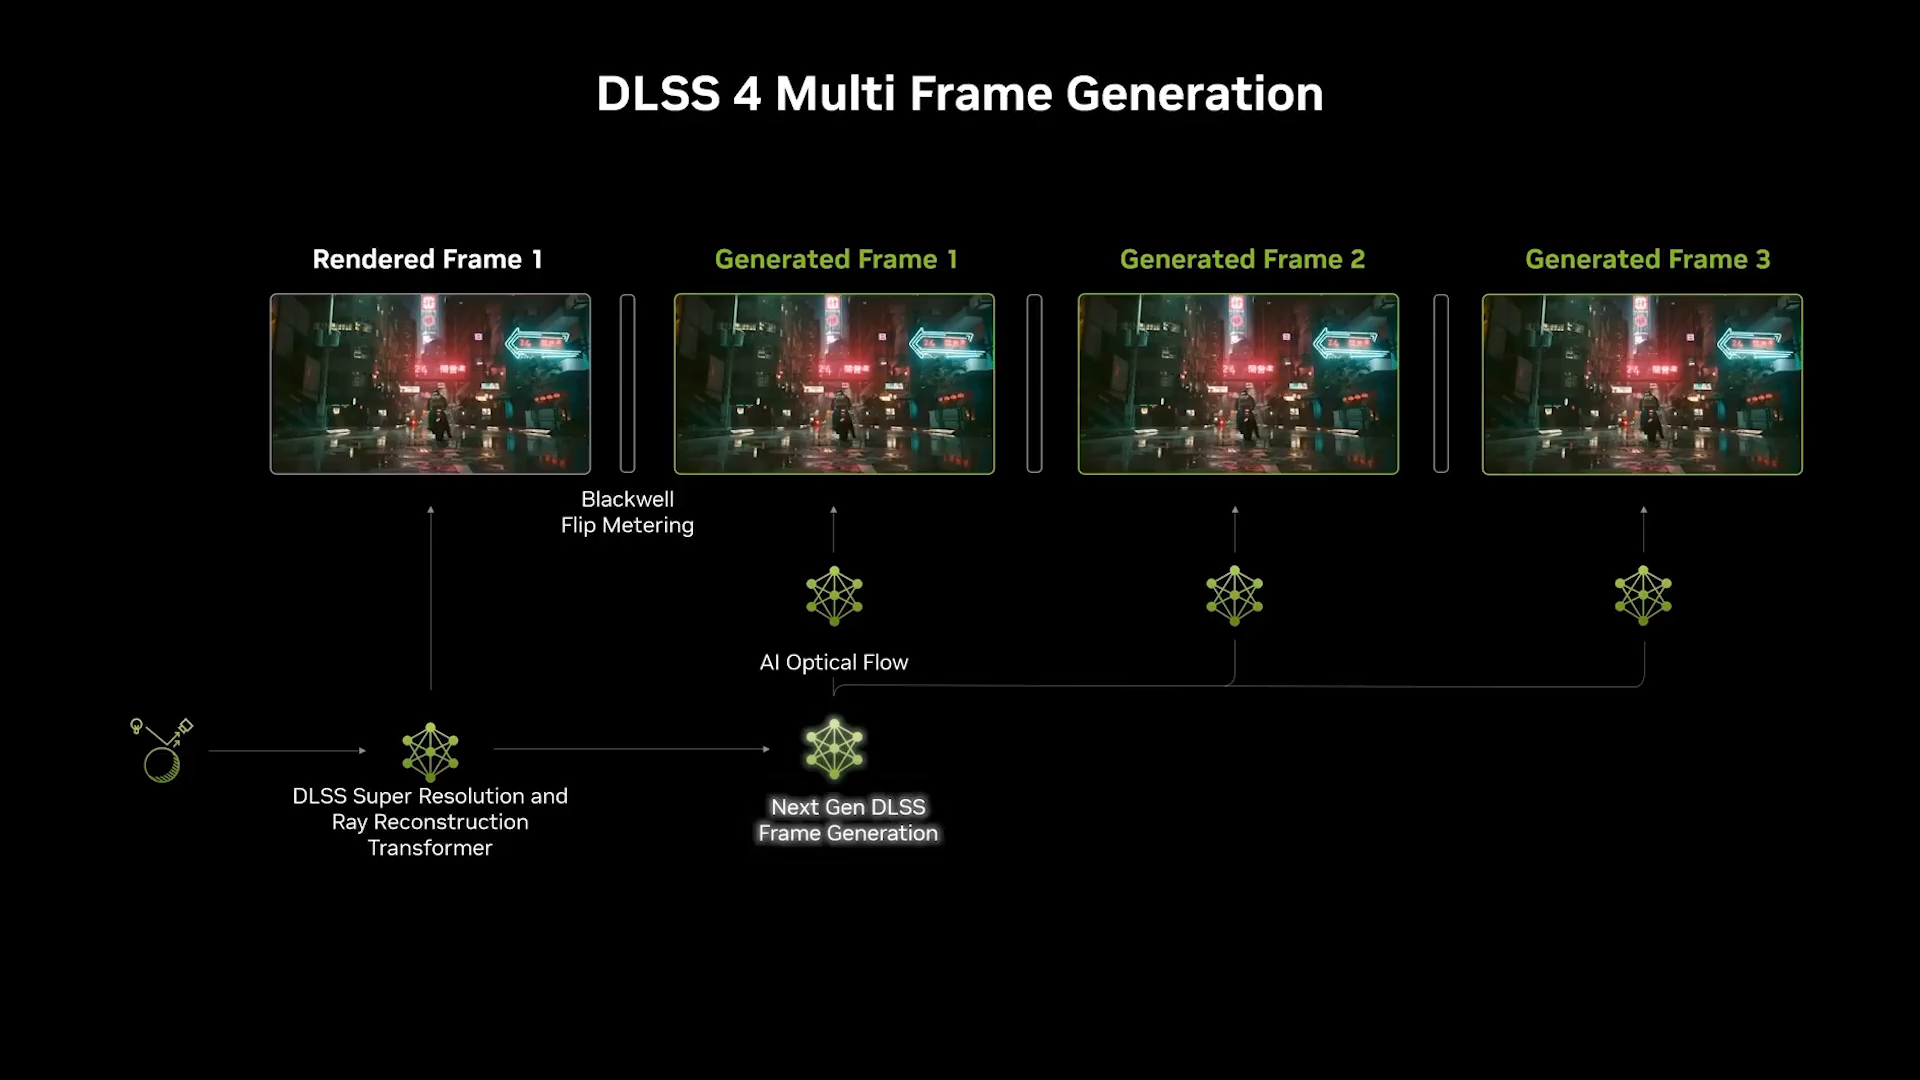 DLSS 4 Multi Frame Generation
Rendered Frame 1
Generated Frame 1
Generated Frame 2
Generated Frame 3
Blackwell
Flip Metering
AI Optical Flow
DLSS Super Resolution and
Ray Reconstruction
Transformer
Next Gen DLSS
Frame Generation